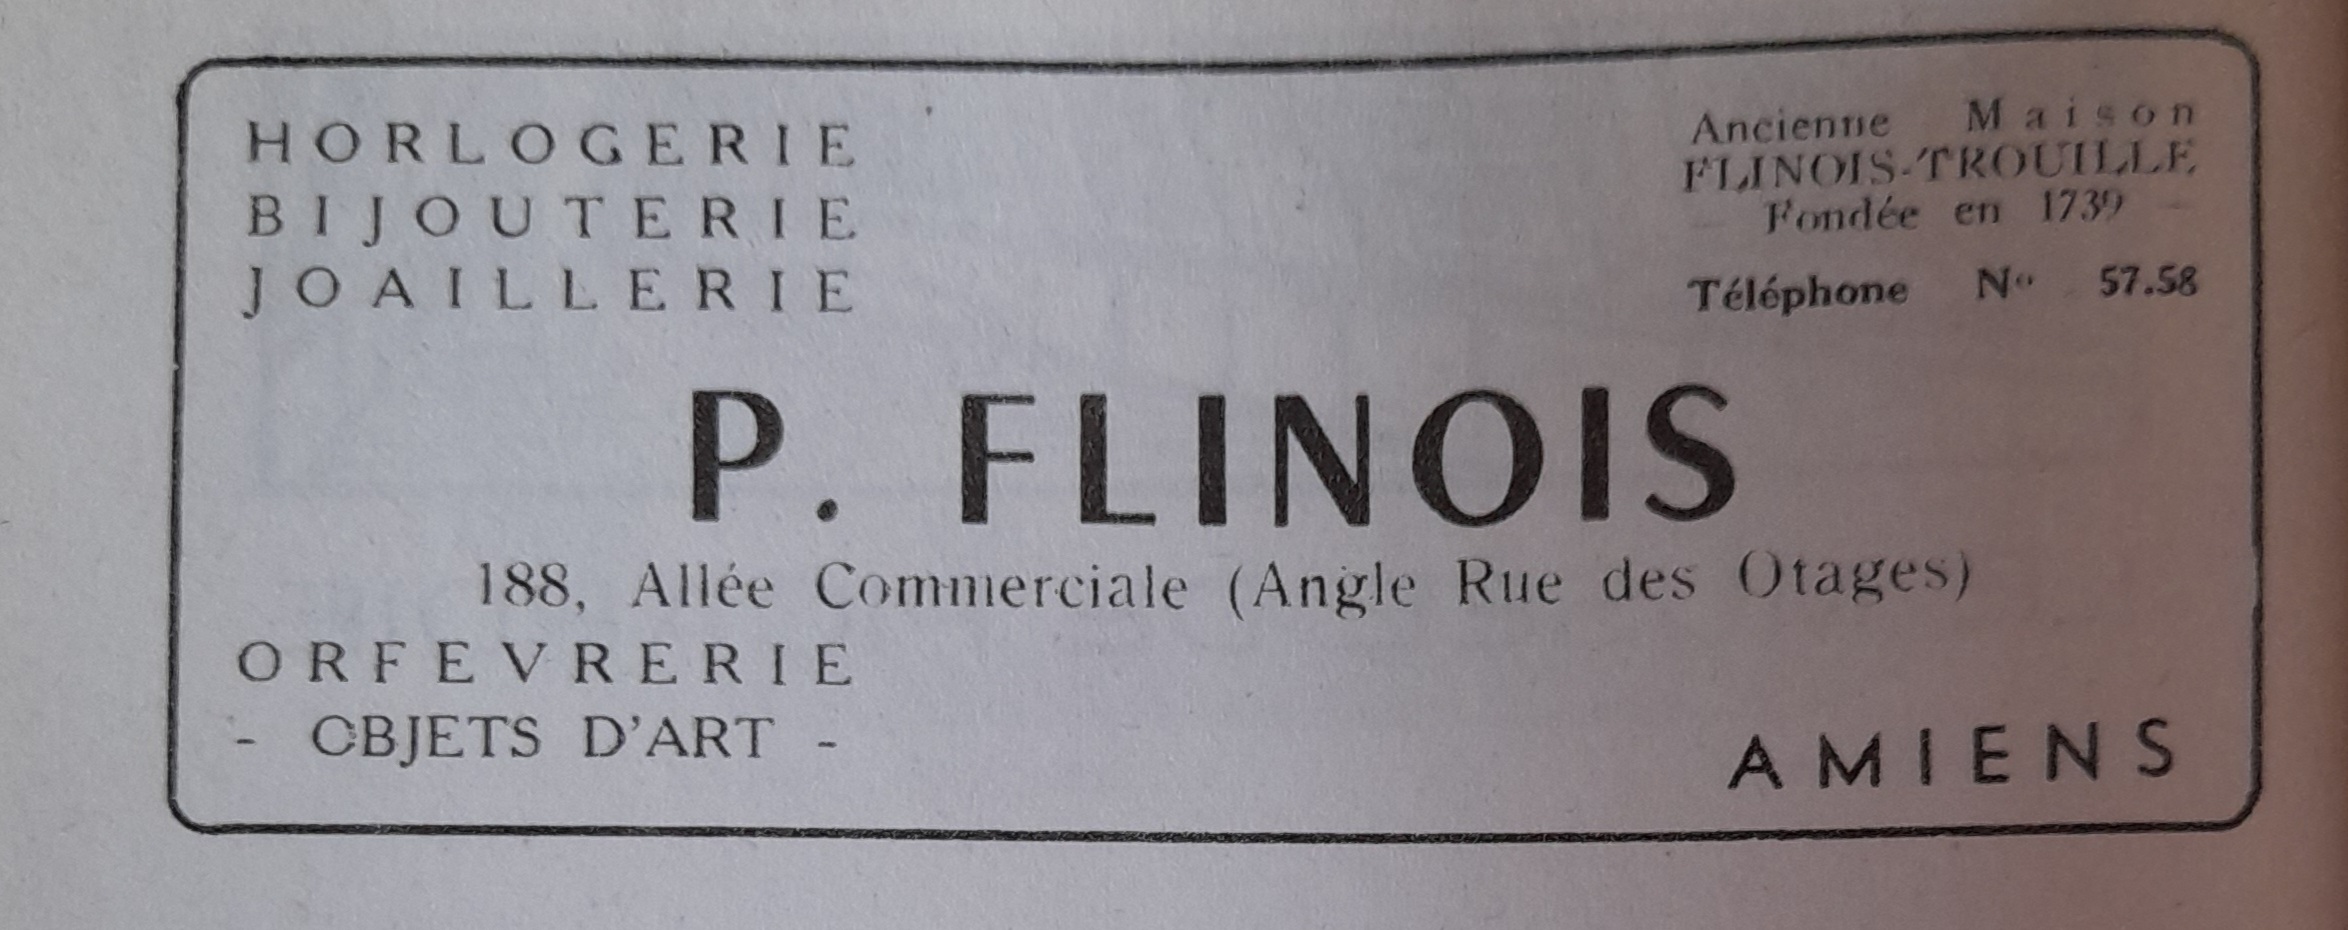 HORLOGERIE
BIJOUTERIE
JOAILLERIE
Ancienne Maison
FLINOIS-TROUILLE
— Fondée en 1739 —
Téléphone No 57.58
P. FLINOIS
188, Allée Commerciale (Angle Rue des Otages)
ORFEVRERIE
- OBJETS D'ART -
AMIENS